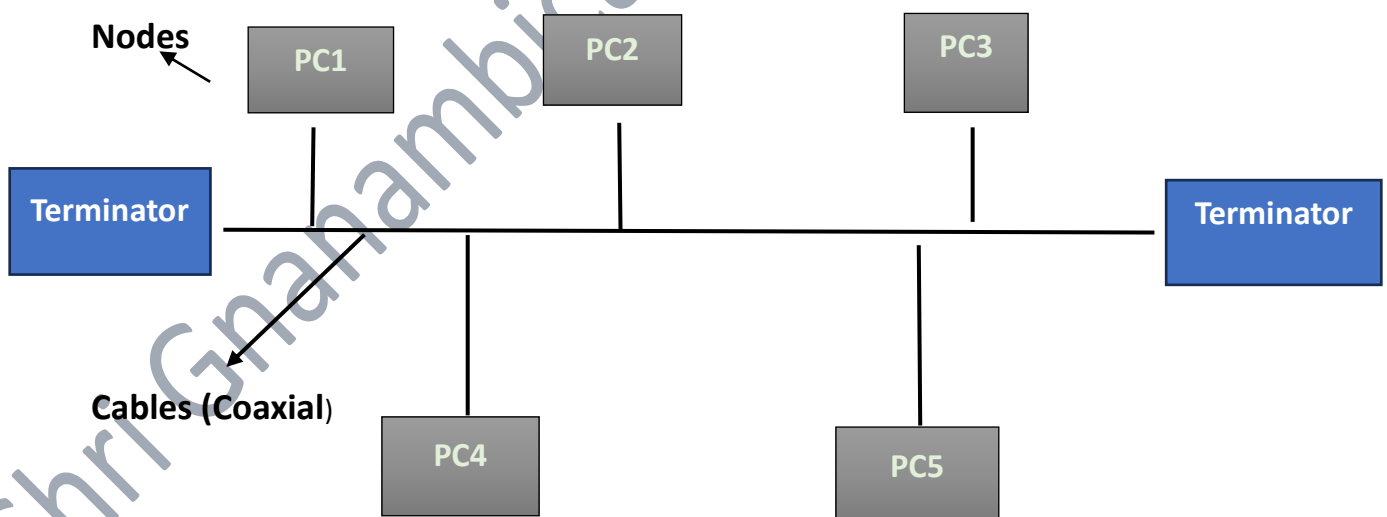 Nodes
PC1
PC2
PC3
Terminator
Terminator
Cables (Coaxial)
PC4
PC5